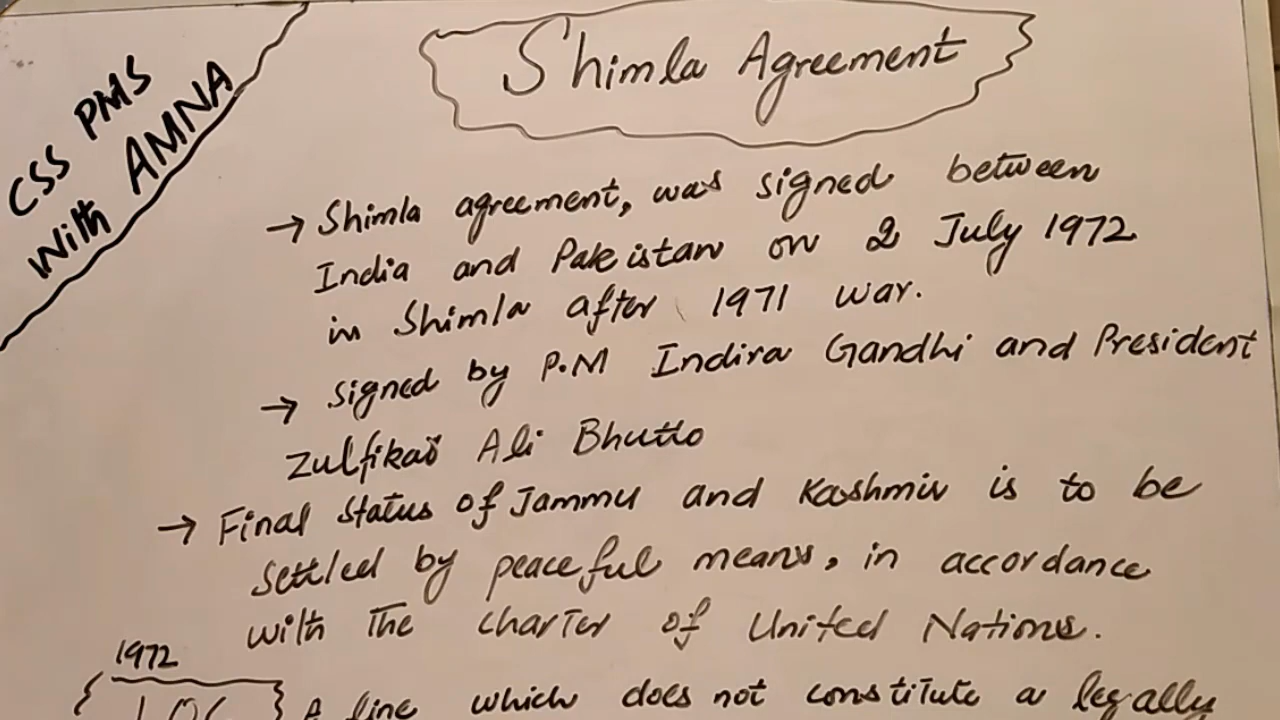 CSS PMS
With AMNA
Shimla Agreement
→ Shimla agreement, was signed between
India and Pakistan on 2 July 1972
in Shimla after 1971 war.
→ signed by P.M Indira Gandhi and President
Zulfikar Ali Bhutto
→ Final status of Jammu and Kashmir is to be
settled by peaceful means, in accordance
with The charter of United Nations.
1972
LOC A line which does not constitute a legally